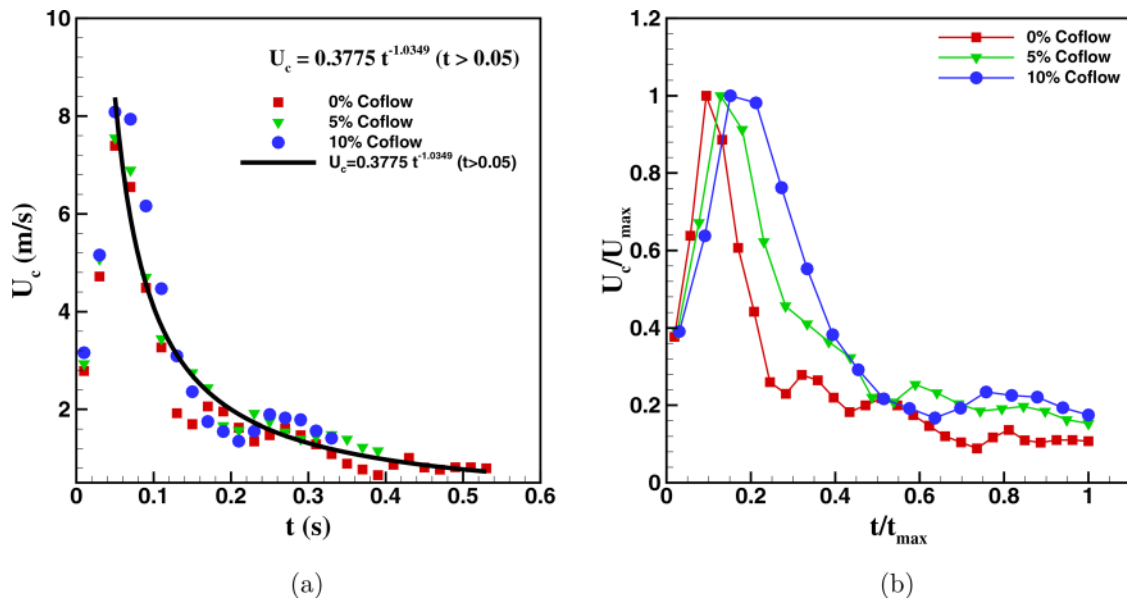 U_c = 0.3775 t^-1.0349 (t > 0.05)
0% Coflow
5% Coflow
10% Coflow
U_c=0.3775 t^-1.0349 (t>0.05)
10
8
6
4
2
0
0.1
0.2
0.3
0.4
0.5
0.6
U_c (m/s)
t (s)
(a)
0% Coflow
5% Coflow
10% Coflow
1.2
1
0.8
0.6
0.4
0.2
0
0
0.2
0.4
0.6
0.8
1
U_c/U_max
t/t_max
(b)